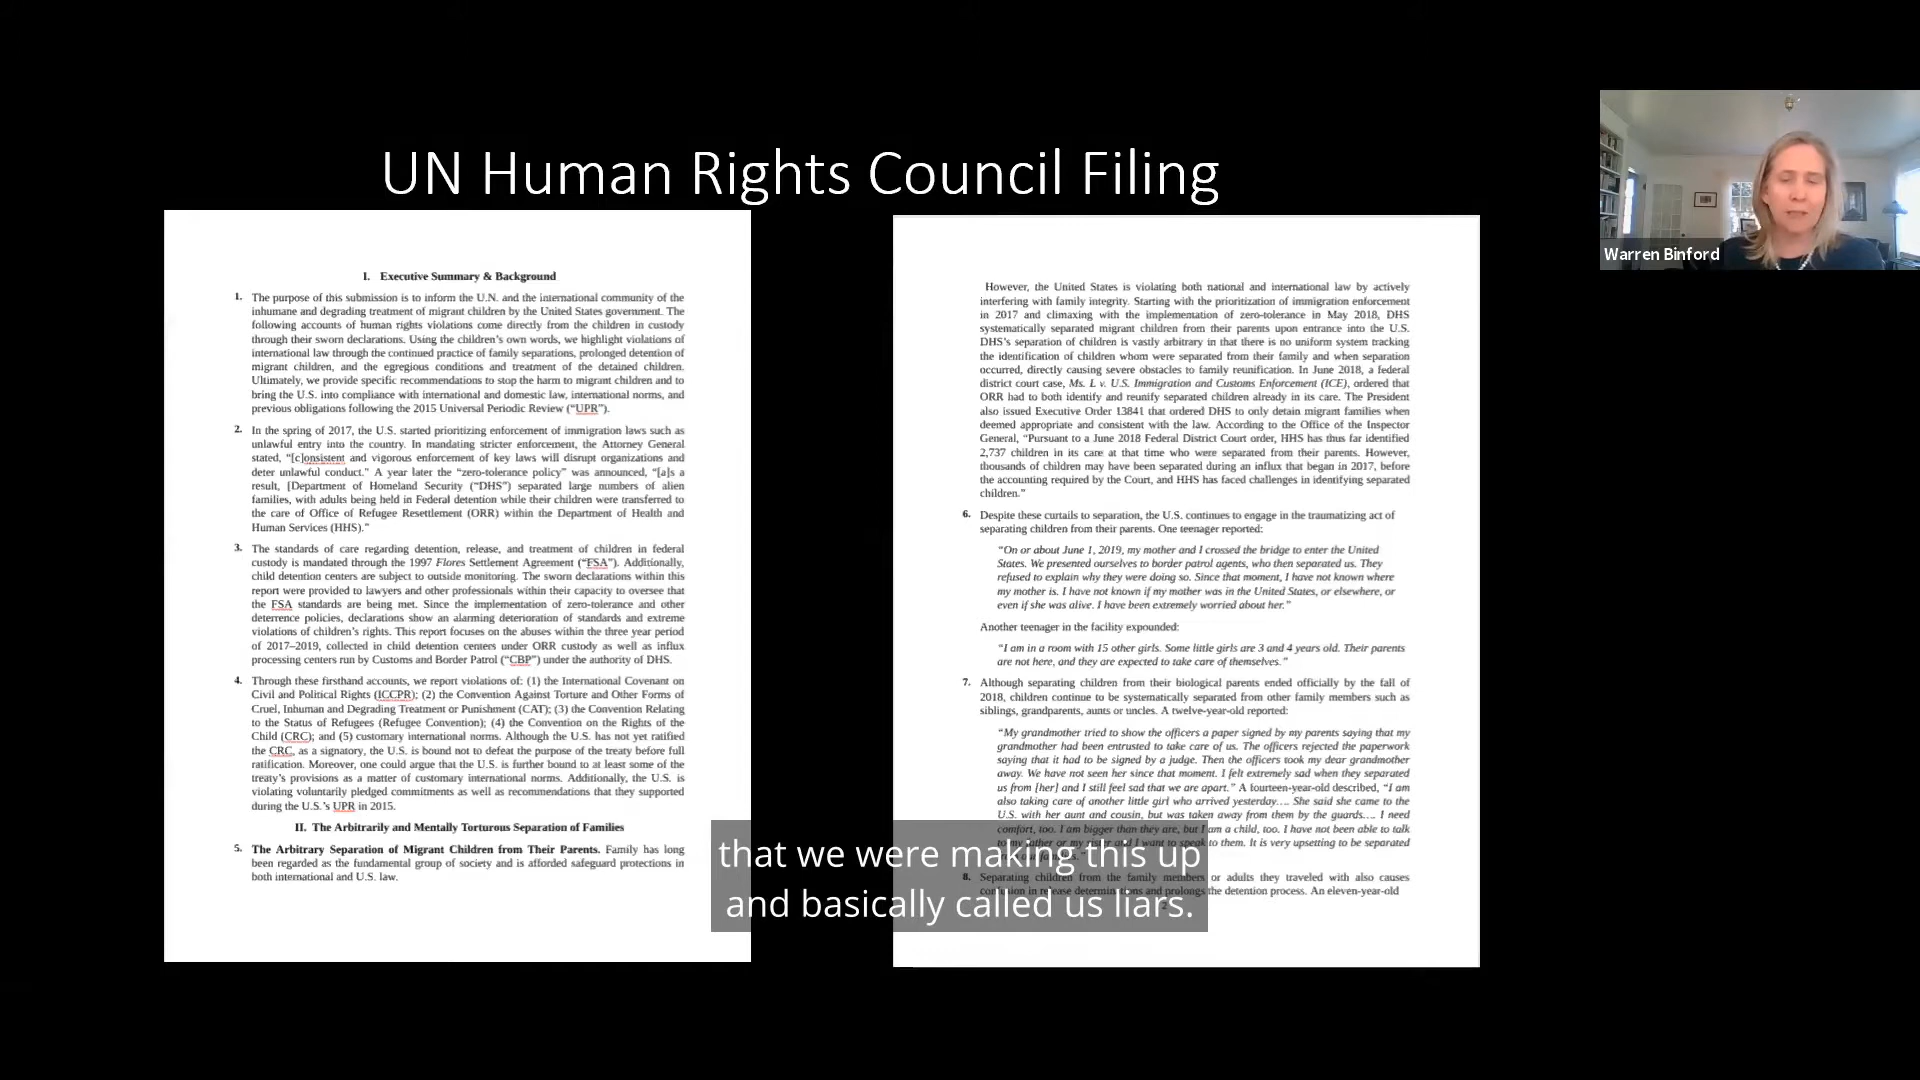 UN Human Rights Council Filing
I. Executive Summary & Background
1. The purpose of this submission is to inform the U.N. and the international community of the
inhumane and degrading treatment of migrant children by the United States government. The
following accounts of human rights violations come directly from the children in custody
through their sworn declarations. Using the children's own words, we highlight violations of
international law through the continued practice of family separations, prolonged detention of
migrant children, and the egregious conditions and treatment of the detained children.
Ultimately, we provide specific recommendations to stop the harm to migrant children and to
bring the U.S. into compliance with international and domestic law, international norms, and
previous obligations following the 2015 Universal Periodic Review (“UPR”).
2. In the spring of 2017, the U.S. started prioritizing enforcement of immigration laws such as
unlawful entry into the country. In mandating stricter enforcement, the Attorney General
stated, “[c]onsistent and vigorous enforcement of key laws will disrupt organizations and
deter unlawful conduct.” A year later the “zero-tolerance policy” was announced, “[a]s a
result, [Department of Homeland Security (“DHS”) separated large numbers of alien
families, with adults being held in Federal detention while their children were transferred to
the care of Office of Refugee Resettlement (ORR) within the Department of Health and
Human Services (HHS).”
3. The standards of care regarding detention, release, and treatment of children in federal
custody is mandated through the 1997 Flores Settlement Agreement (“FSA”). Additionally,
child detention centers are subject to outside monitoring. The sworn declarations within this
report were provided to lawyers and other professionals within their capacity to oversee that
the FSA standards are being met. Since the implementation of zero-tolerance and other
deterrence policies, declarations show an alarming deterioration of standards and extreme
violations of children's rights. This report focuses on the abuses within the three year period
of 2017–2019, collected in child detention centers under ORR custody as well as influx
processing centers run by Customs and Border Patrol (“CBP”) under the authority of DHS.
4. Through these firsthand accounts, we report violations of: (1) the International Covenant on
Civil and Political Rights (ICCPR); (2) the Convention Against Torture and Other Forms of
Cruel, Inhuman and Degrading Treatment or Punishment (CAT); (3) the Convention Relating
to the Status of Refugees (Refugee Convention); (4) the Convention on the Rights of the
Child (CRC); and (5) customary international norms. Although the U.S. has not yet ratified
the CRC, as a signatory, the U.S. is bound not to defeat the purpose of the treaty before full
ratification. Moreover, one could argue that the U.S. is further bound to at least some of the
treaty's provisions as a matter of customary international norms. Additionally, the U.S. is
violating voluntarily pledged commitments as well as recommendations that they supported
during the U.S.'s UPR in 2015.
II. The Arbitrarily and Mentally Torturous Separation of Families
5. The Arbitrary Separation of Migrant Children from Their Parents. Family has long
been regarded as the fundamental group of society and is afforded safeguard protections in
both international and U.S. law.
However, the United States is violating both national and international law by actively
interfering with family integrity. Starting with the prioritization of immigration enforcement
in 2017 and climaxing with the implementation of zero-tolerance in May 2018, DHS
systematically separated migrant children from their parents upon entrance into the U.S.
DHS's separation of children is vastly arbitrary in that there is no uniform system tracking
the identification of children whom were separated from their family and when separation
occurred, directly causing severe obstacles to family reunification. In June 2018, a federal
district court case, Ms. L v. U.S. Immigration and Customs Enforcement (ICE), ordered that
ORR had to both identify and reunify separated children already in its care. The President
also issued Executive Order 13841 that ordered DHS to only detain migrant families when
deemed appropriate and consistent with the law. According to the Office of the Inspector
General, “Pursuant to a June 2018 Federal District Court order, HHS has thus far identified
2,737 children in its care at that time who were separated from their parents. However,
thousands of children may have been separated during an influx that began in 2017, before
the accounting required by the Court, and HHS has faced challenges in identifying separated
children.”
6. Despite these curtails to separation, the U.S. continues to engage in the traumatizing act of
separating children from their parents. One teenager reported:
“On or about June 1, 2019, my mother and I crossed the bridge to enter the United
States. We presented ourselves to border patrol agents, who then separated us. They
refused to explain why they were doing so. Since that moment, I have not known where
my mother is. I have not known if my mother was in the United States, or elsewhere, or
even if she was alive. I have been extremely worried about her.”
Another teenager in the facility expounded:
“I am in a room with 15 other girls. Some little girls are 3 and 4 years old. Their parents
are not here, and they are expected to take care of themselves.”
7. Although separating children from their biological parents ended officially by the fall of
2018, children continue to be systematically separated from other family members such as
siblings, grandparents, aunts or uncles. A twelve-year-old reported:
“My grandmother tried to show the officers a paper signed by my parents saying that my
grandmother had been entrusted to take care of us. The officers rejected the paperwork
saying that it had to be signed by a judge. Then the officers took my dear grandmother
away. We have not seen her since that moment. I felt extremely sad when they separated
us from [her] and I still feel sad that we are apart.” A fourteen-year-old described, “I am
also taking care of another little girl who arrived yesterday…. She said she came to the
U.S. with her aunt and cousin, but was taken away from them by the guards…. I need
comfort, too. I am bigger than they are, but I am a child, too. I have not been able to talk
to my father or my sister and I want to speak to them. It is very upsetting to be separated
8. Separating children from the family members or adults they traveled with also causes
confusion in release determinations and prolongs the detention process. An eleven-year-old
that we were making this up
and basically called us liars.
Warren Binford